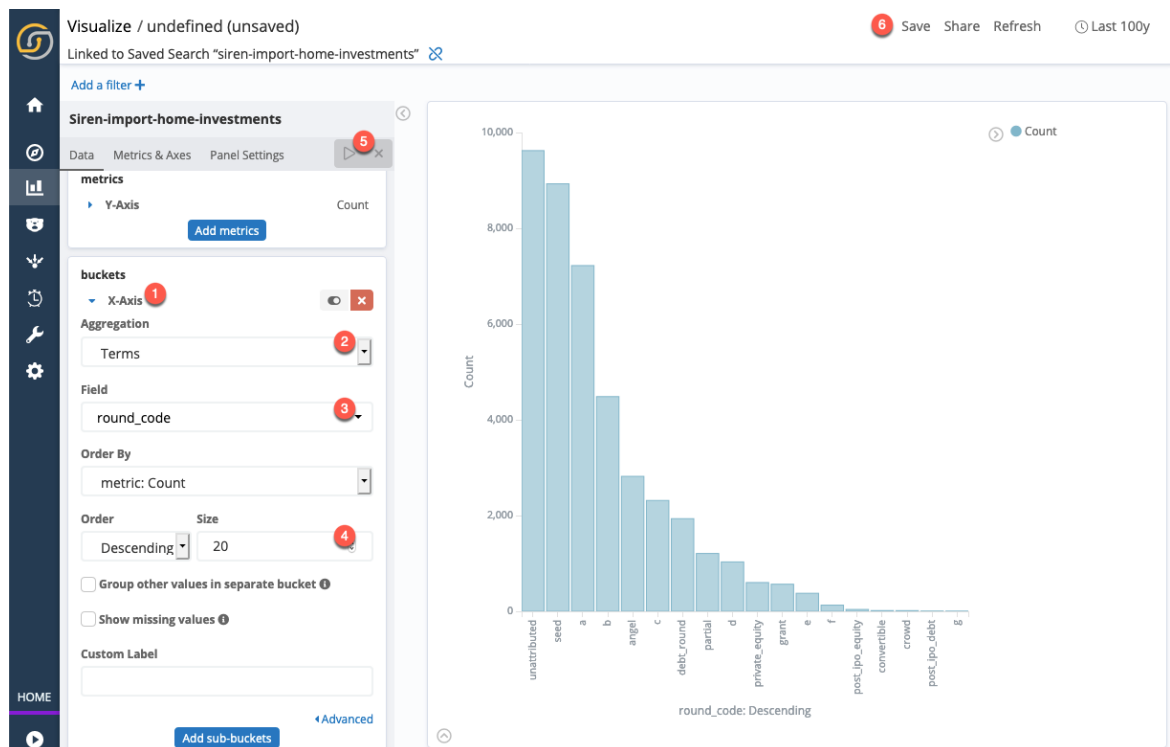 Visualize / undefined (unsaved)
6 Save Share Refresh Last 100y
Linked to Saved Search “siren-import-home-investments”
Add a filter
Siren-import-home-investments
5
Data Metrics & Axes Panel Settings
metrics
Y-Axis Count
Add metrics
buckets
X-Axis 1
Aggregation
Terms 2
Field
round_code 3
Order By
metric: Count
Order Size
Descending 20 4
Group other values in separate bucket
Show missing values
Custom Label
Advanced
Add sub-buckets
HOME
Count
10,000
8,000
6,000
4,000
2,000
0
Count
unattributed
seed
a
b
angel
c
debt_round
partial
d
private_equity
grant
e
f
post_ipo_equity
convertible
crowd
post_ipo_debt
g
round_code: Descending